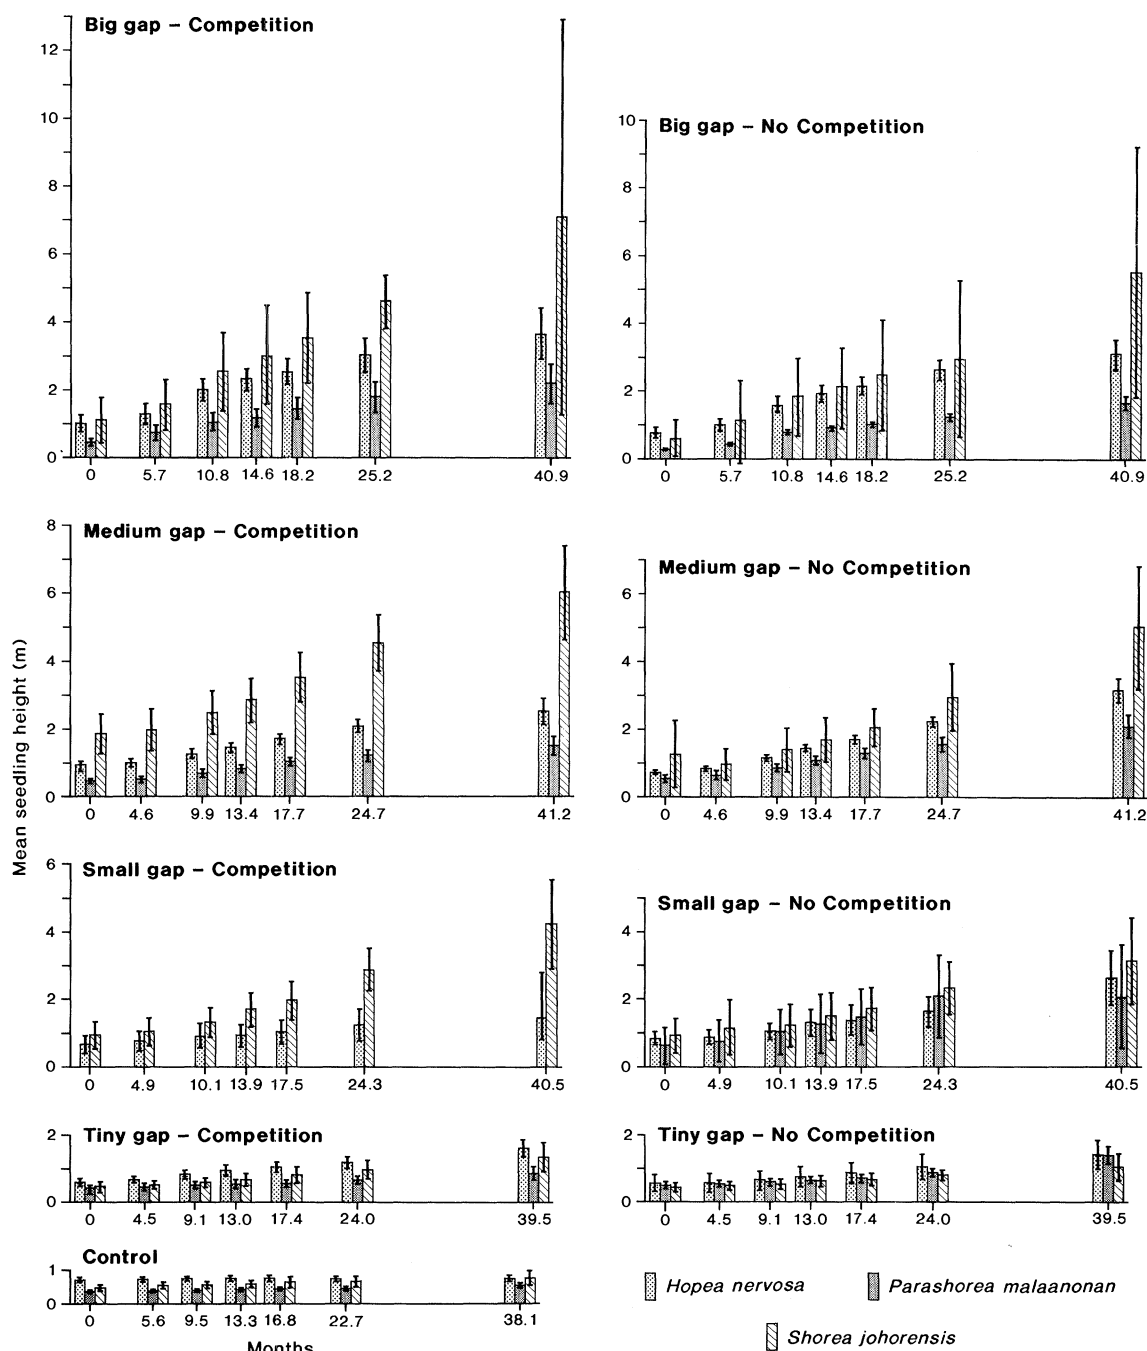 Big gap – Competition
12
10
8
6
4
2
0
0 5.7 10.8 14.6 18.2 25.2 40.9
Big gap – No Competition
10
8
6
4
2
0
0 5.7 10.8 14.6 18.2 25.2 40.9
Mean seedling height (m)
Medium gap – Competition
8
6
4
2
0
0 4.6 9.9 13.4 17.7 24.7 41.2
Medium gap – No Competition
6
4
2
0
0 4.6 9.9 13.4 17.7 24.7 41.2
Small gap – Competition
6
4
2
0
0 4.9 10.1 13.9 17.5 24.3 40.5
Small gap – No Competition
4
2
0
0 4.9 10.1 13.9 17.5 24.3 40.5
Tiny gap – Competition
2
0
0 4.5 9.1 13.0 17.4 24.0 39.5
Tiny gap – No Competition
2
0
0 4.5 9.1 13.0 17.4 24.0 39.5
Control
1
0
0 5.6 9.5 13.3 16.8 22.7 38.1
Months
Hopea nervosa
Parashorea malaanonan
Shorea johorensis